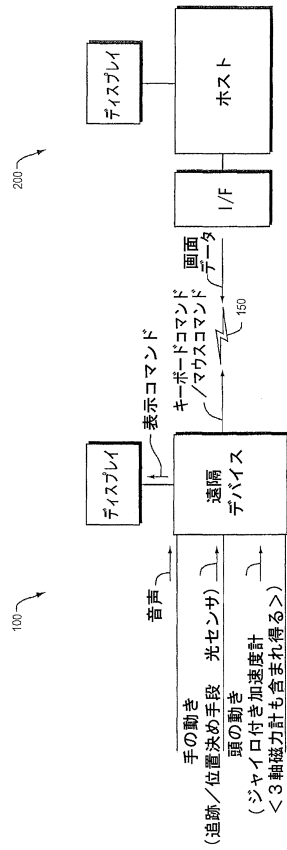 100
200
ディスプレイ
表示コマンド
音声
手の動き
(追跡/位置決め手段 光センサ)
頭の動き
(ジャイロ付き加速度計
<3軸磁力計も含まれ得る>)
遠隔
デバイス
キーボードコマンド
/マウスコマンド
画面
データ
150
I/F
ディスプレイ
ホスト